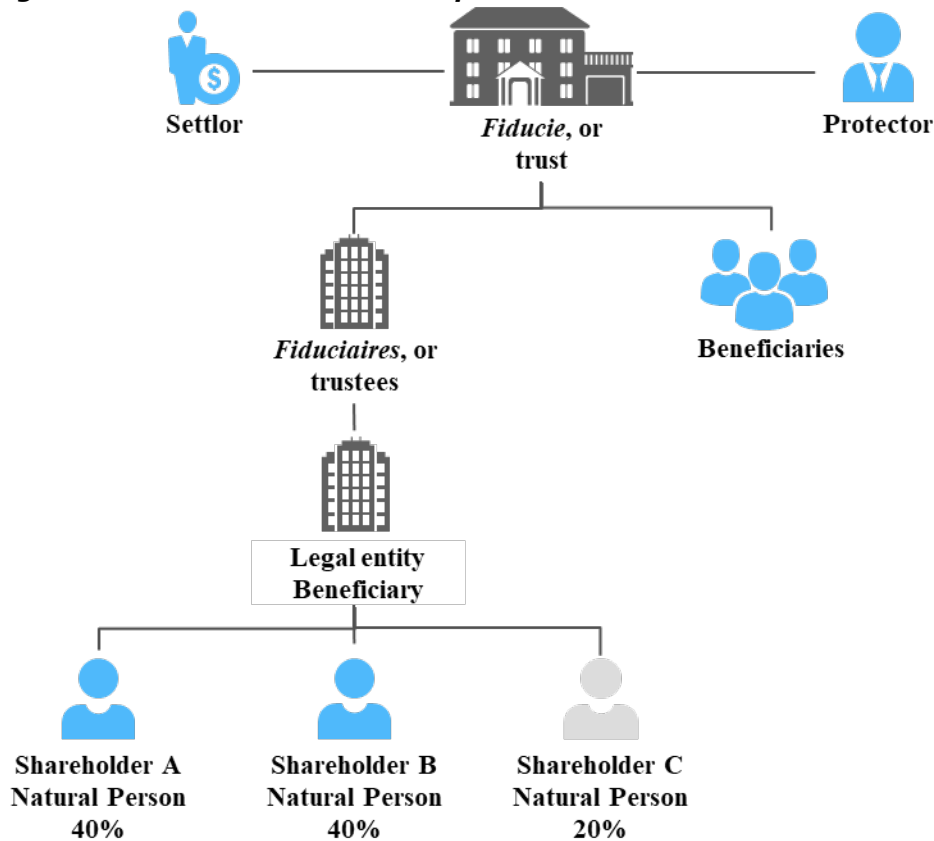 $
Settlor
Fiducie, or
trust
Protector
Fiduciaires, or
trustees
Beneficiaries
Legal entity
Beneficiary
Shareholder A
Natural Person
40%
Shareholder B
Natural Person
40%
Shareholder C
Natural Person
20%